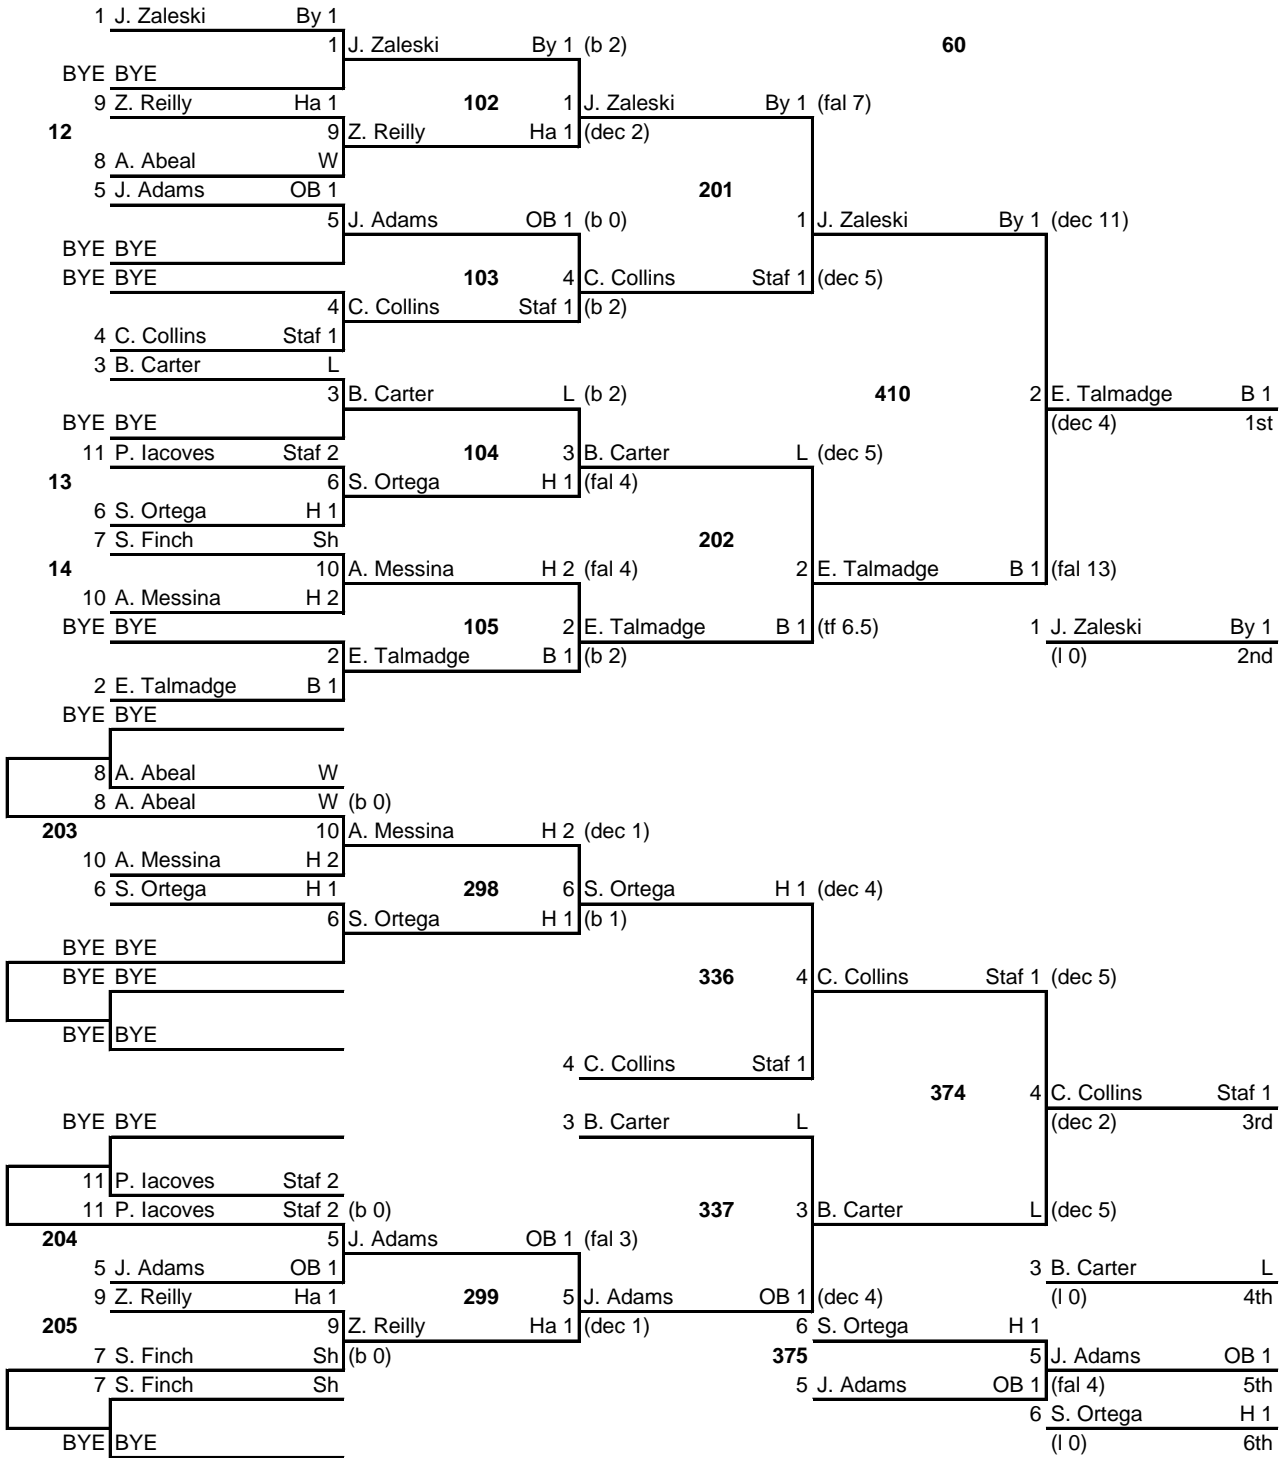 1 J. Zaleski By 1
1 J. Zaleski By 1 (b 2) 60
BYE BYE
9 Z. Reilly Ha 1 102 1 J. Zaleski By 1 (fal 7)
12 9 Z. Reilly Ha 1 (dec 2)
8 A. Abeal W
5 J. Adams OB 1 201
5 J. Adams OB 1 (b 0) 1 J. Zaleski By 1 (dec 11)
BYE BYE
BYE BYE 103 4 C. Collins Staf 1 (dec 5)
4 C. Collins Staf 1 (b 2)
4 C. Collins Staf 1
3 B. Carter L
3 B. Carter L (b 2) 410 2 E. Talmadge B 1
BYE BYE (dec 4) 1st
11 P. Iacoves Staf 2 104 3 B. Carter L (dec 5)
13 6 S. Ortega H 1 (fal 4)
6 S. Ortega H 1
7 S. Finch Sh 202
14 10 A. Messina H 2 (fal 4) 2 E. Talmadge B 1 (fal 13)
10 A. Messina H 2
BYE BYE 105 2 E. Talmadge B 1 (tf 6.5) 1 J. Zaleski By 1
2 E. Talmadge B 1 (b 2) (l 0) 2nd
2 E. Talmadge B 1
BYE BYE
8 A. Abeal W
8 A. Abeal W (b 0)
203 10 A. Messina H 2 (dec 1)
10 A. Messina H 2
6 S. Ortega H 1 298 6 S. Ortega H 1 (dec 4)
6 S. Ortega H 1 (b 1)
BYE BYE
BYE BYE 336 4 C. Collins Staf 1 (dec 5)
BYE BYE
4 C. Collins Staf 1
374 4 C. Collins Staf 1
BYE BYE 3 B. Carter L (dec 2) 3rd
11 P. Iacoves Staf 2
11 P. Iacoves Staf 2 (b 0) 337 3 B. Carter L (dec 5)
204 5 J. Adams OB 1 (fal 3)
5 J. Adams OB 1 3 B. Carter L
9 Z. Reilly Ha 1 299 5 J. Adams OB 1 (dec 4) (l 0) 4th
205 9 Z. Reilly Ha 1 (dec 1) 6 S. Ortega H 1
7 S. Finch Sh (b 0) 375 5 J. Adams OB 1
7 S. Finch Sh 5 J. Adams OB 1 (fal 4) 5th
6 S. Ortega H 1
BYE BYE (l 0) 6th